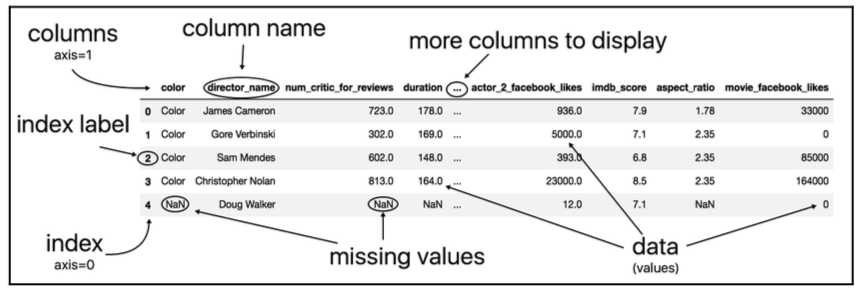 columns
axis=1
column name
more columns to display
color director_name num_critic_for_reviews duration ... actor_2_facebook_likes imdb_score aspect_ratio movie_facebook_likes
0 Color James Cameron 723.0 178.0 ... 936.0 7.9 1.78 33000
index label
1 Color Gore Verbinski 302.0 169.0 ... 5000.0 7.1 2.35 0
2 Color Sam Mendes 602.0 148.0 ... 393.0 6.8 2.35 85000
3 Color Christopher Nolan 813.0 164.0 ... 23000.0 8.5 2.35 164000
4 NaN Doug Walker NaN NaN ... 12.0 7.1 NaN 0
index
axis=0
missing values
data
(values)